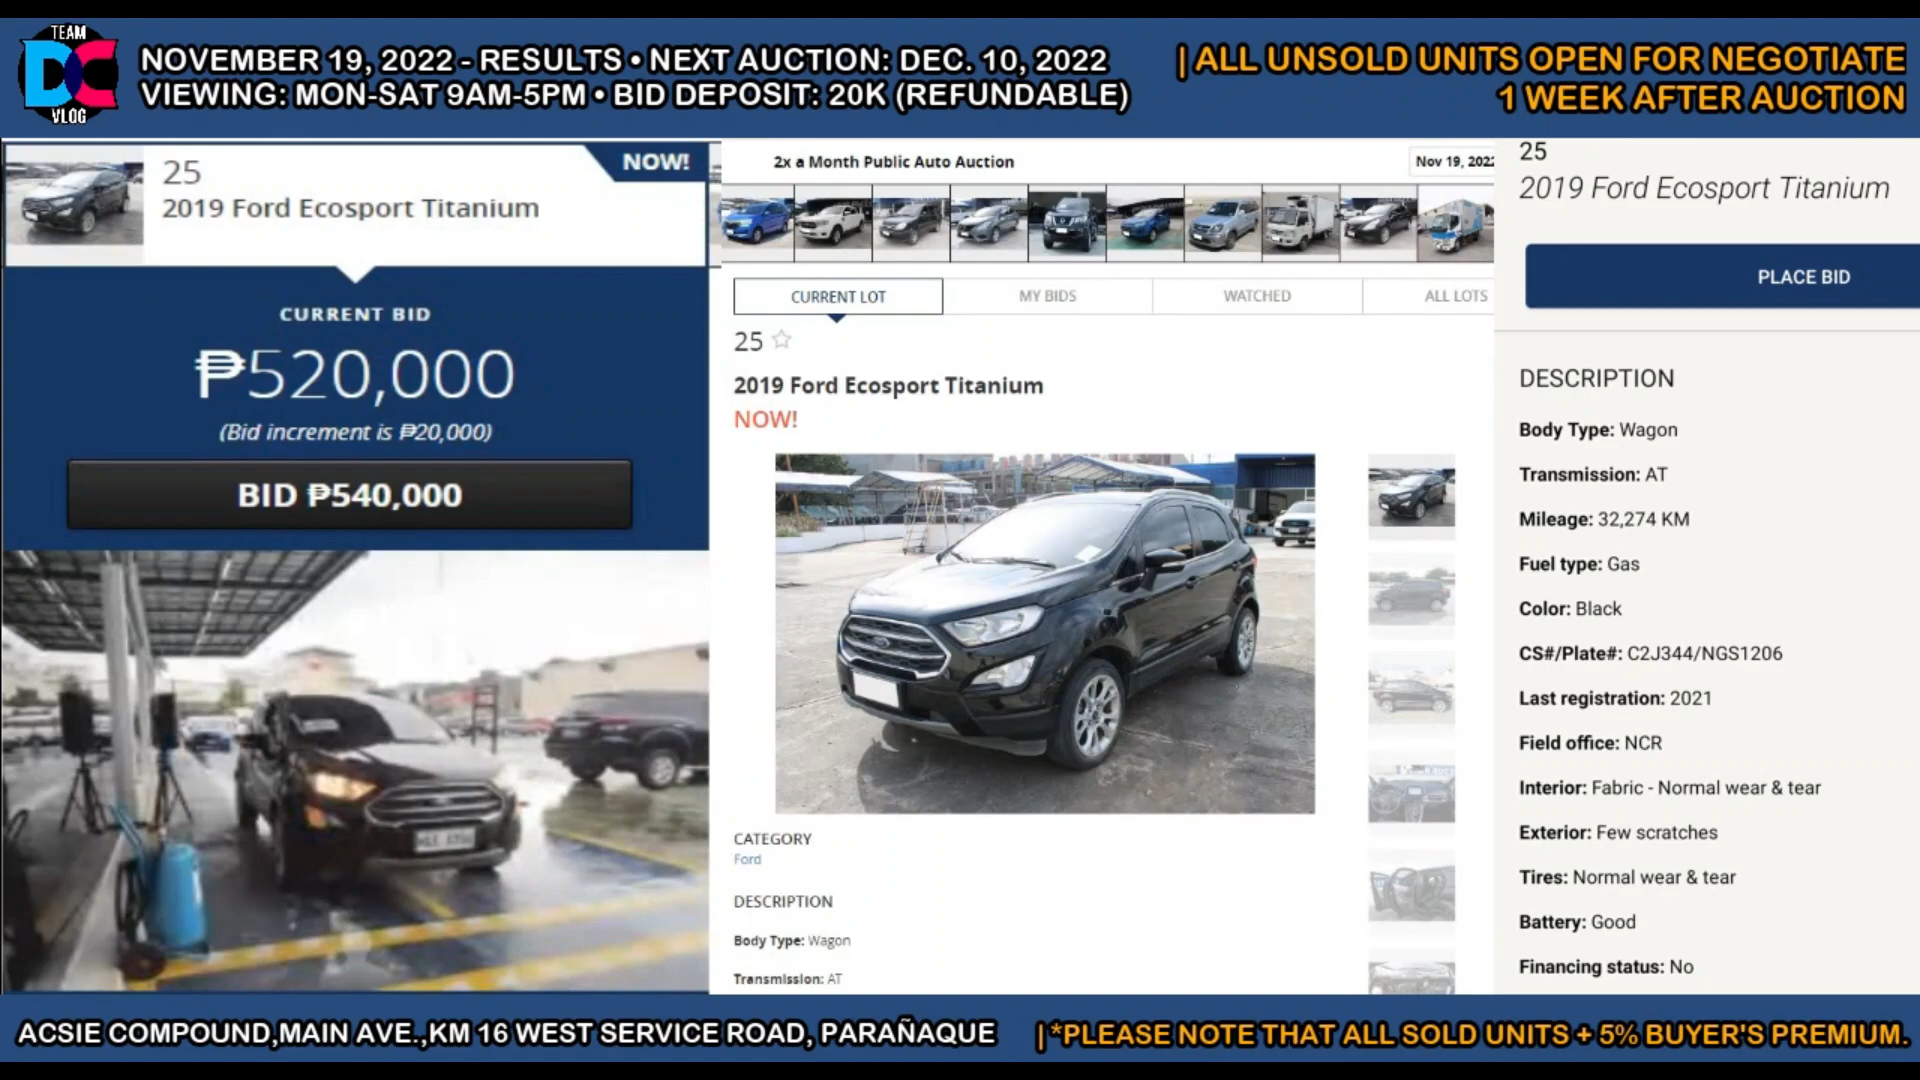 TEAM
DC
VLOG
NOVEMBER 19, 2022 - RESULTS • NEXT AUCTION: DEC. 10, 2022
VIEWING: MON-SAT 9AM-5PM • BID DEPOSIT: 20K (REFUNDABLE)
| ALL UNSOLD UNITS OPEN FOR NEGOTIATE
1 WEEK AFTER AUCTION
25
NOW!
2019 Ford Ecosport Titanium
CURRENT BID
₱520,000
(Bid increment is ₱20,000)
BID ₱540,000
2x a Month Public Auto Auction
Nov 19, 2022
CURRENT LOT
MY BIDS
WATCHED
ALL LOTS
25
2019 Ford Ecosport Titanium
NOW!
CATEGORY
Ford
DESCRIPTION
Body Type: Wagon
Transmission: AT
25
2019 Ford Ecosport Titanium
PLACE BID
DESCRIPTION
Body Type: Wagon
Transmission: AT
Mileage: 32,274 KM
Fuel type: Gas
Color: Black
CS#/Plate#: C2J344/NGS1206
Last registration: 2021
Field office: NCR
Interior: Fabric - Normal wear & tear
Exterior: Few scratches
Tires: Normal wear & tear
Battery: Good
Financing status: No
ACSIE COMPOUND,MAIN AVE.,KM 16 WEST SERVICE ROAD, PARAÑAQUE
|*PLEASE NOTE THAT ALL SOLD UNITS + 5% BUYER'S PREMIUM.